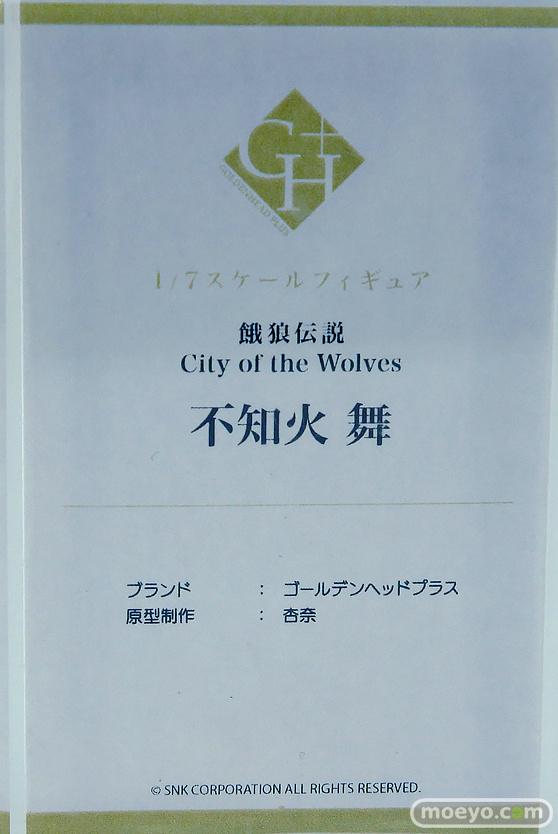 GH+
GOLDENHEAD PLUS
1/7スケールフィギュア
餓狼伝説
City of the Wolves
不知火 舞
ブランド : ゴールデンヘッドプラス
原型制作 : 杏奈
© SNK CORPORATION ALL RIGHTS RESERVED.
moeyo.com